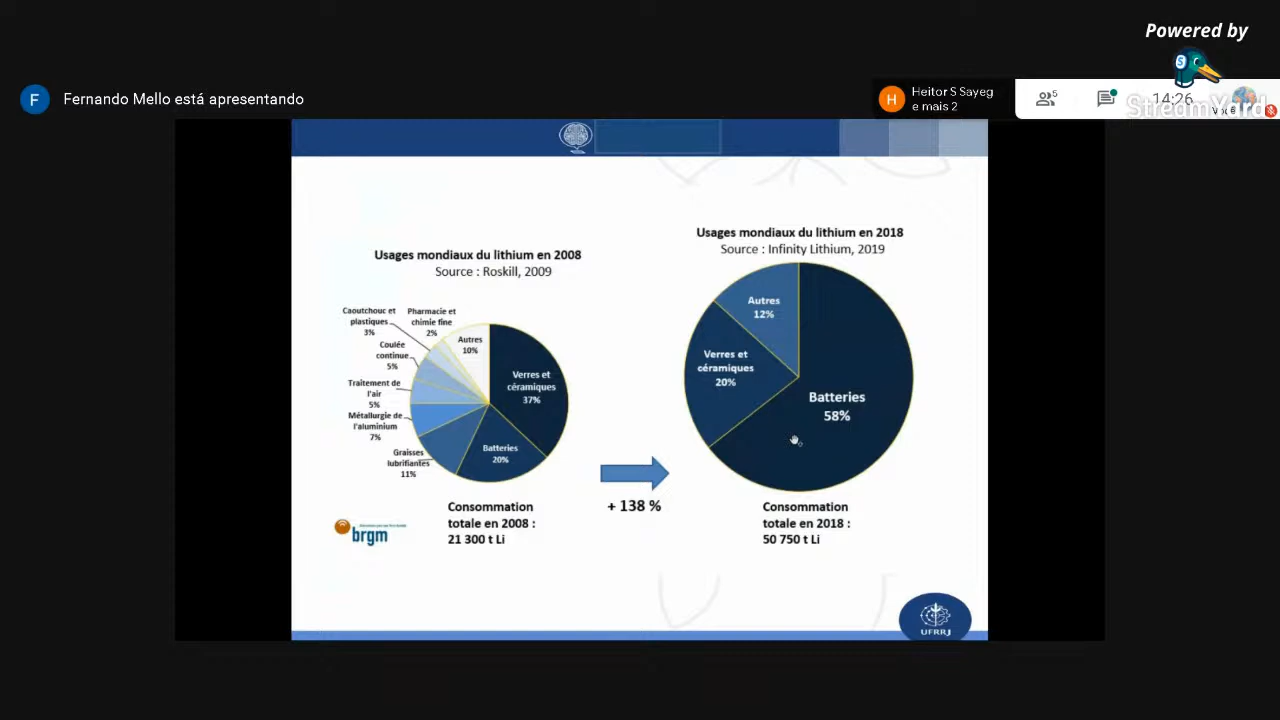 Powered by
Fernando Mello está apresentando
F
H
Heitor S Sayeg
e mais 2
5
14:26
StreamYard
Usages mondiaux du lithium en 2008
Source : Roskill, 2009
Caoutchouc et
plastiques
3%
Pharmacie et
chimie fine
2%
Autres
10%
Coulée
continue
5%
Traitement de
l'air
5%
Métallurgie de
l'aluminium
7%
Graisses
lubrifiantes
11%
Verres et
céramiques
37%
Batteries
20%
Consommation
totale en 2008 :
21 300 t Li
brgm
+ 138 %
Usages mondiaux du lithium en 2018
Source : Infinity Lithium, 2019
Autres
12%
Verres et
céramiques
20%
Batteries
58%
Consommation
totale en 2018 :
50 750 t Li
UFRRJ